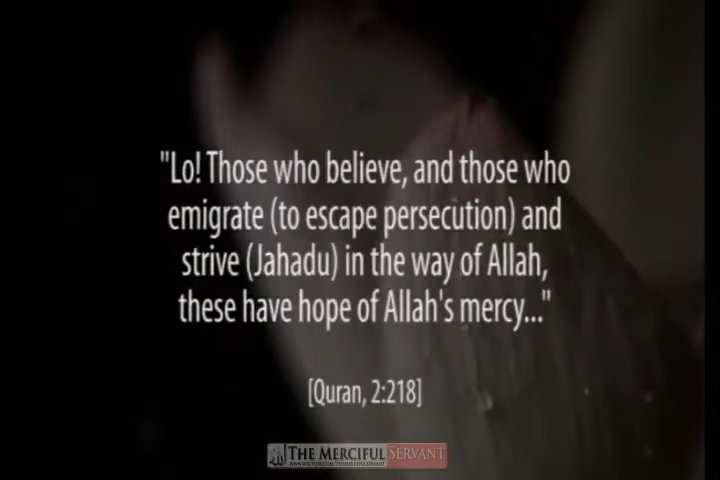 "Lo! Those who believe, and those who
emigrate (to escape persecution) and
strive (Jahadu) in the way of Allah,
these have hope of Allah's mercy..."
[Quran, 2:218]
THE MERCIFUL SERVANT